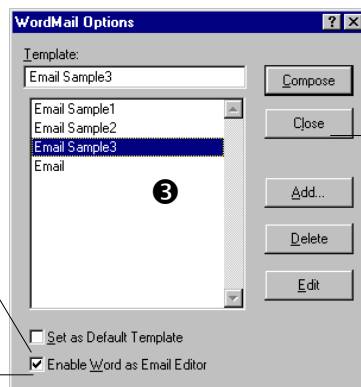 WordMail Options
Template:
Email Sample3
Compose
Email Sample1
Email Sample2
Email Sample3
Email
Close
❸
Add...
Delete
Edit
Set as Default Template
Enable Word as Email Editor